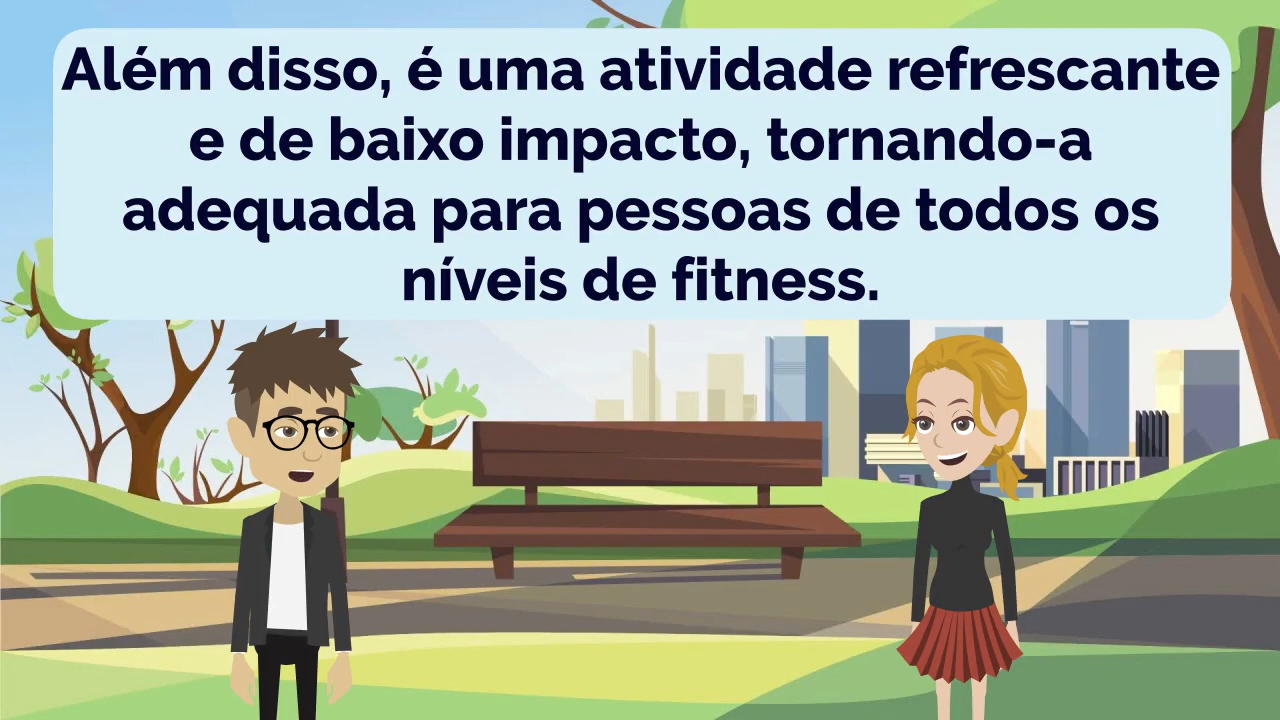 Além disso, é uma atividade refrescante
e de baixo impacto, tornando-a
adequada para pessoas de todos os
níveis de fitness.